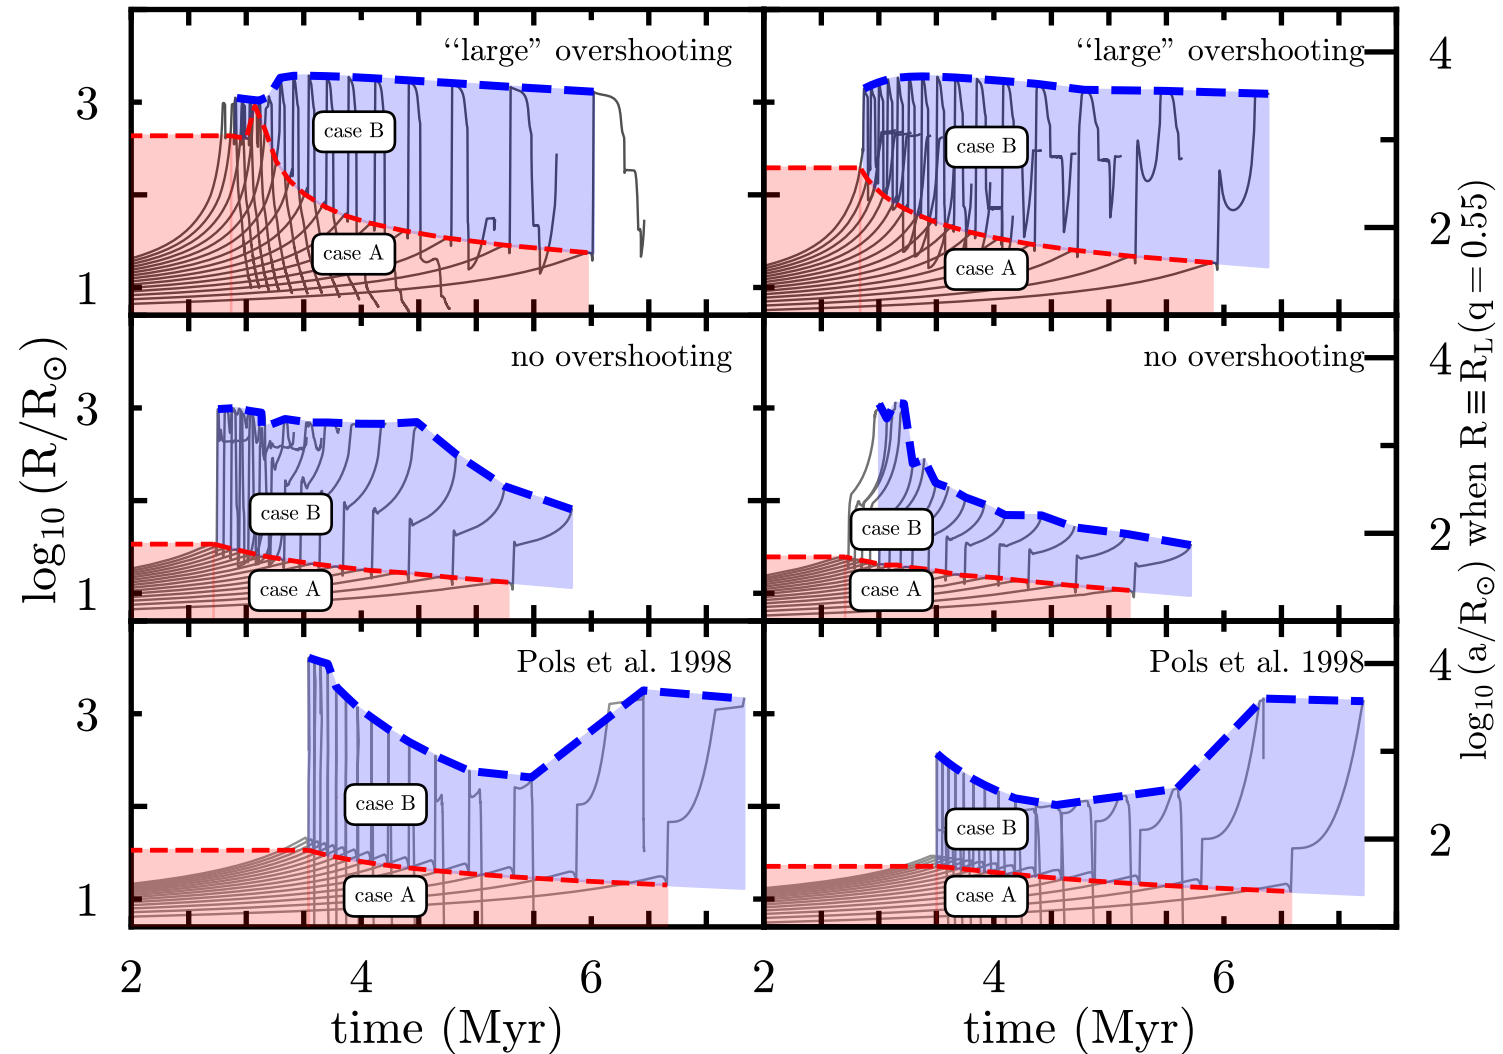 “large” overshooting
3
case B
case A
1
“large” overshooting
4
case B
2
case A
no overshooting
3
case B
case A
1
no overshooting
4
case B
2
case A
Pols et al. 1998
3
case B
case A
1
Pols et al. 1998
4
case B
2
case A
log10 (R/R⊙)
log10 (a/R⊙) when R ≡ RL(q = 0.55)
2 4 6
2 4 6
time (Myr)
time (Myr)